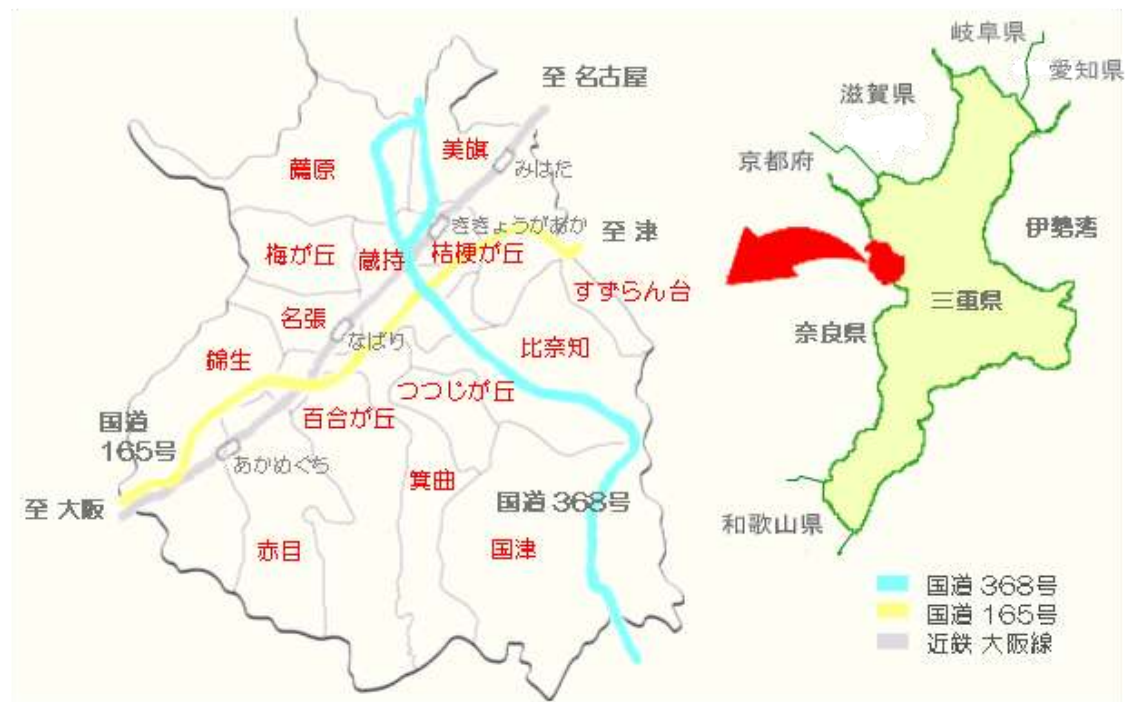 岐阜県
愛知県
滋賀県
京都府
伊勢湾
三重県
奈良県
和歌山県
至 名古屋
美旗
みはた
薦原
ききょうがおか
至 津
桔梗が丘
蔵持
梅が丘
すずらん台
名張
なばり
比奈知
錦生
つつじが丘
百合が丘
国道
165号
あかめぐち
箕曲
至 大阪
国道 368号
赤目
国津
国道 368号
国道 165号
近鉄 大阪線